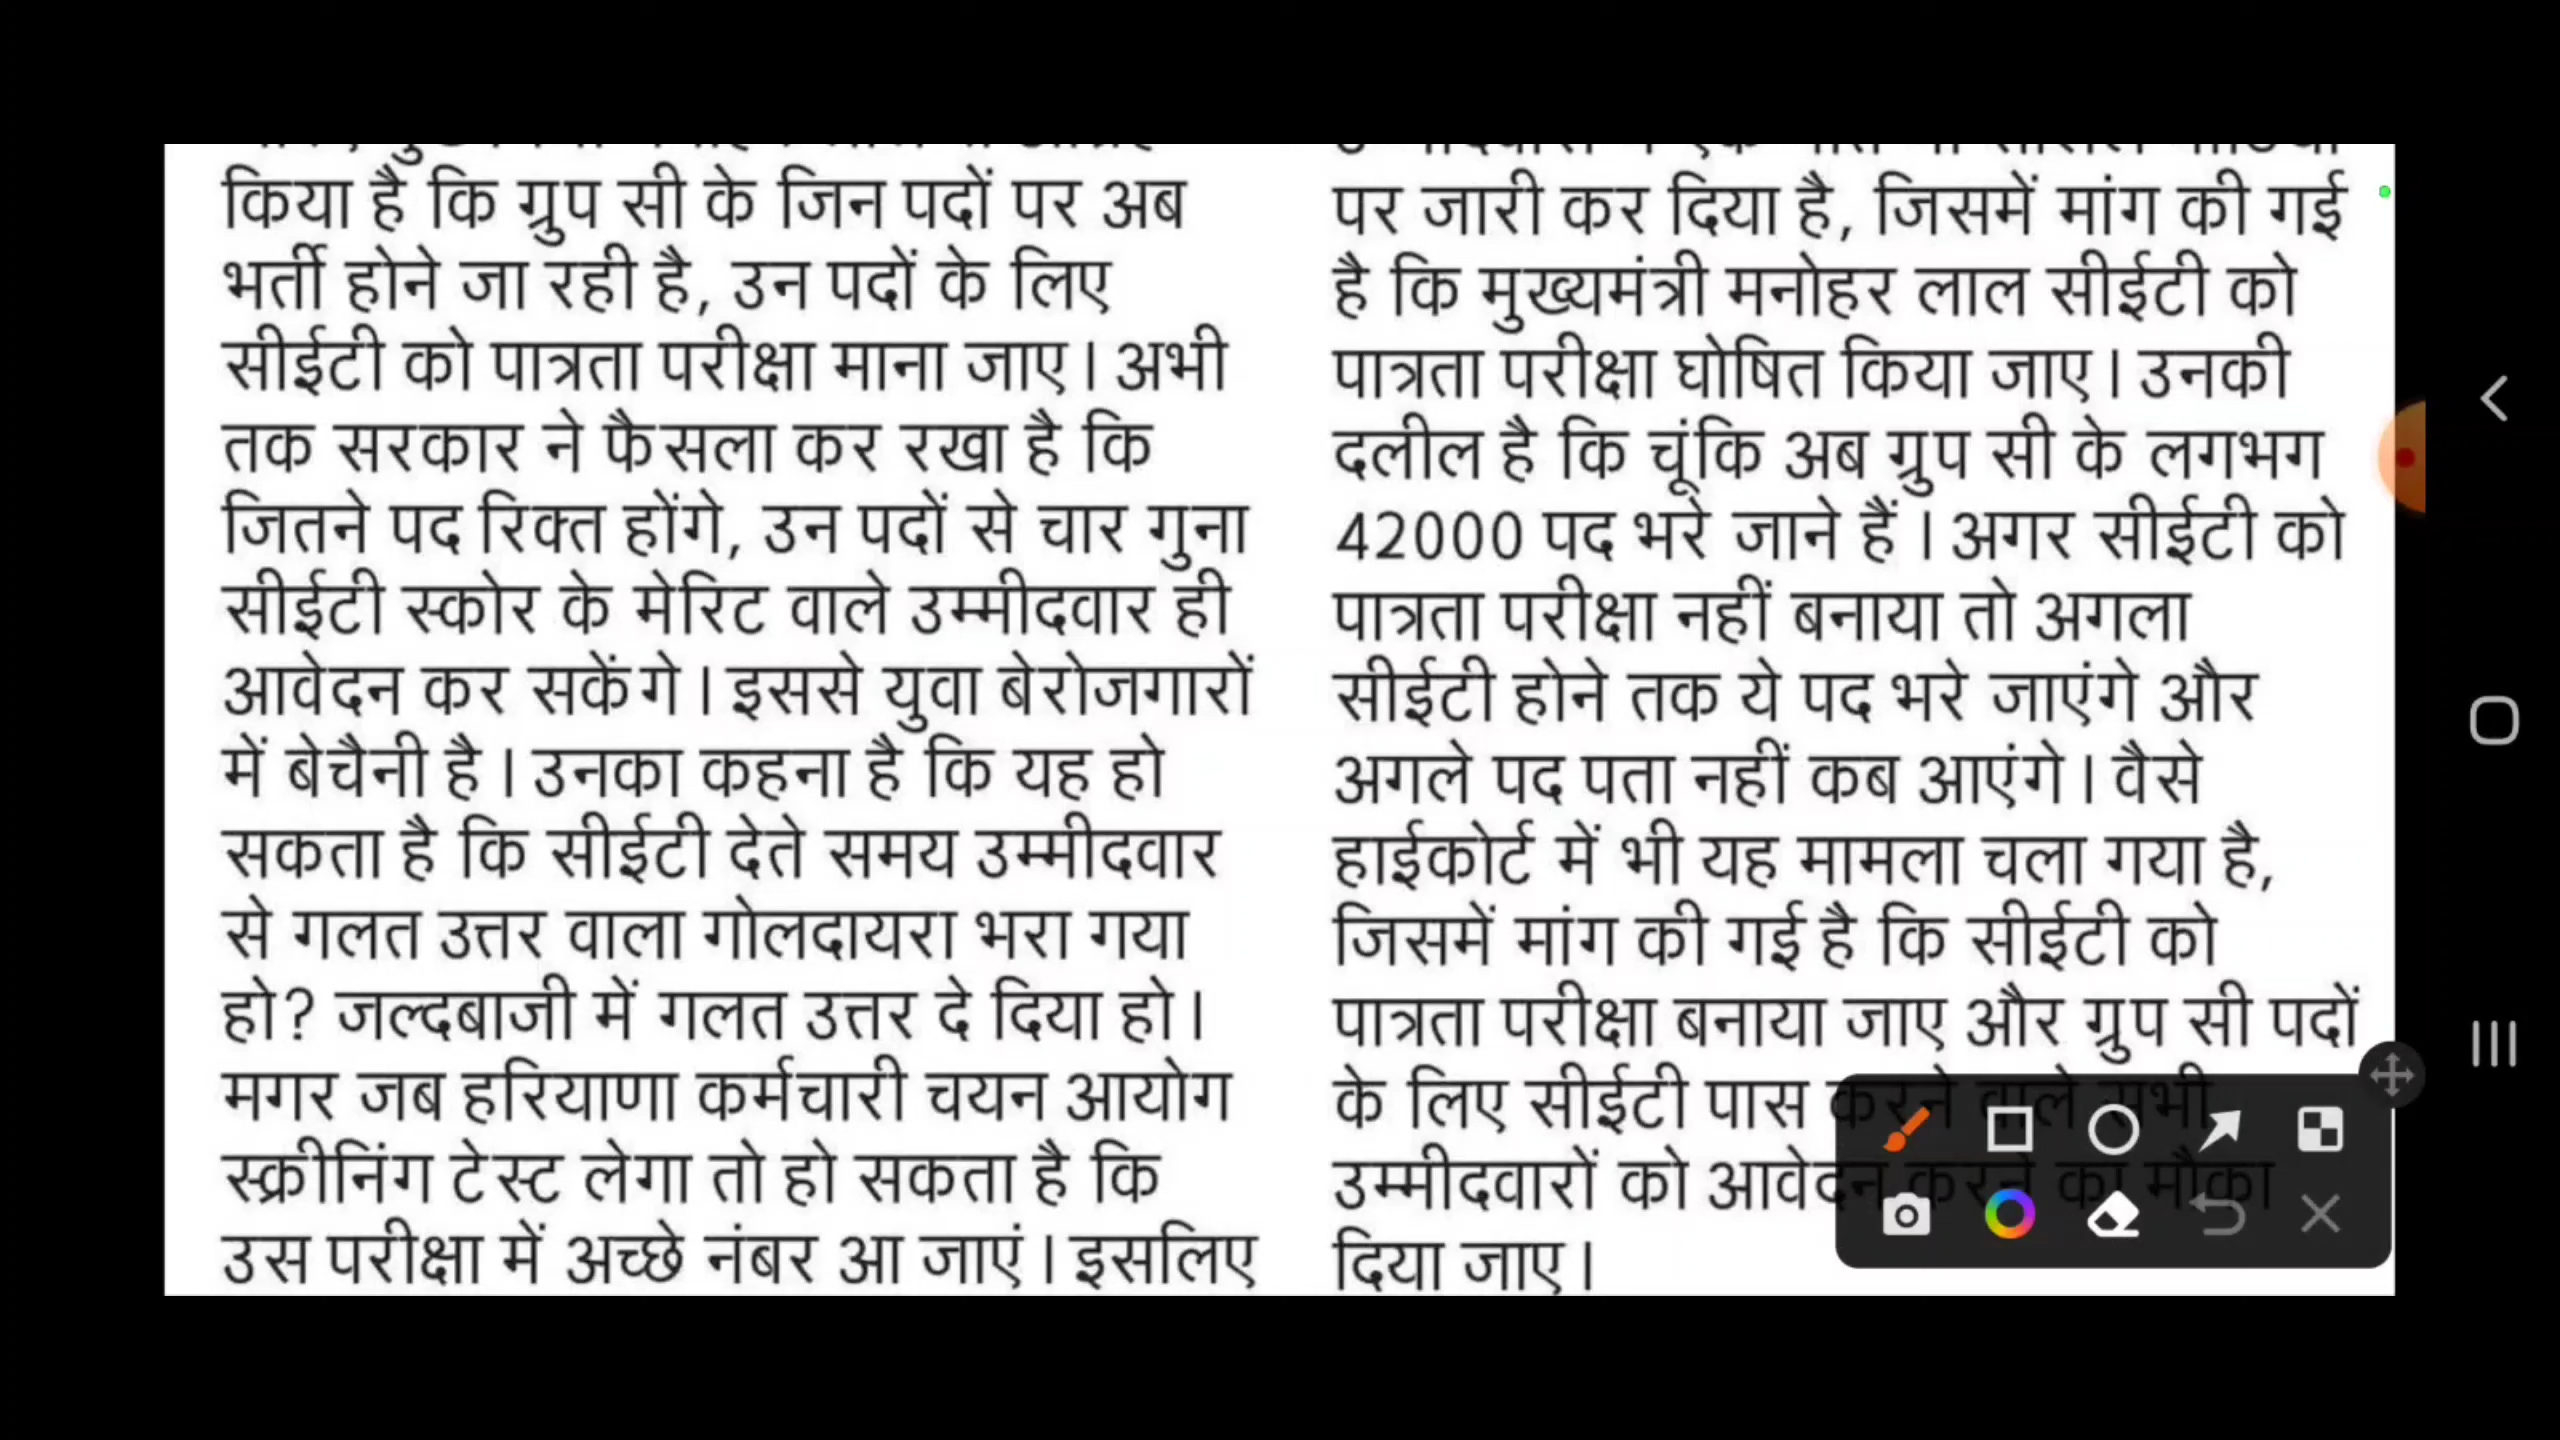 किया है कि ग्रुप सी के जिन पदों पर अब
भर्ती होने जा रही है, उन पदों के लिए
सीईटी को पात्रता परीक्षा माना जाए। अभी
तक सरकार ने फैसला कर रखा है कि
जितने पद रिक्त होंगे, उन पदों से चार गुना
सीईटी स्कोर के मेरिट वाले उम्मीदवार ही
आवेदन कर सकेंगे। इससे युवा बेरोजगारों
में बेचैनी है। उनका कहना है कि यह हो
सकता है कि सीईटी देते समय उम्मीदवार
से गलत उत्तर वाला गोलदायरा भरा गया
हो? जल्दबाजी में गलत उत्तर दे दिया हो।
मगर जब हरियाणा कर्मचारी चयन आयोग
स्क्रीनिंग टेस्ट लेगा तो हो सकता है कि
उस परीक्षा में अच्छे नंबर आ जाएं। इसलिए
पर जारी कर दिया है, जिसमें मांग की गई
है कि मुख्यमंत्री मनोहर लाल सीईटी को
पात्रता परीक्षा घोषित किया जाए। उनकी
दलील है कि चूंकि अब ग्रुप सी के लगभग
42000 पद भरे जाने हैं। अगर सीईटी को
पात्रता परीक्षा नहीं बनाया तो अगला
सीईटी होने तक ये पद भरे जाएंगे और
अगले पद पता नहीं कब आएंगे। वैसे
हाईकोर्ट में भी यह मामला चला गया है,
जिसमें मांग की गई है कि सीईटी को
पात्रता परीक्षा बनाया जाए और ग्रुप सी पदों
के लिए सीईटी पास करने वाले सभी
उम्मीदवारों को आवेदन करने का मौका
दिया जाए।